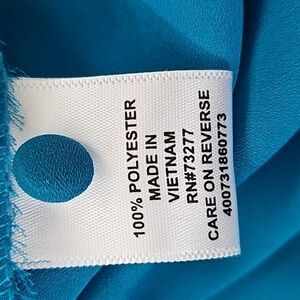 100% POLYESTER
MADE IN
VIETNAM
RN#73277
CARE ON REVERSE
400731860773